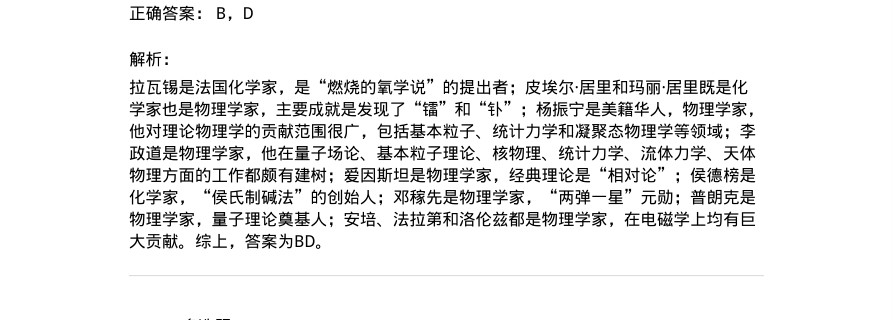 正确答案： B，D
解析：
拉瓦锡是法国化学家，是“燃烧的氧学说”的提出者；皮埃尔·居里和玛丽·居里既是化
学家也是物理学家，主要成就是发现了“镭”和“钋”；杨振宁是美籍华人，物理学家，
他对理论物理学的贡献范围很广，包括基本粒子、统计力学和凝聚态物理学等领域；李
政道是物理学家，他在量子场论、基本粒子理论、核物理、统计力学、流体力学、天体
物理方面的工作都颇有建树；爱因斯坦是物理学家，经典理论是“相对论”；侯德榜是
化学家，“侯氏制碱法”的创始人；邓稼先是物理学家，“两弹一星”元勋；普朗克是
物理学家，量子理论奠基人；安培、法拉第和洛伦兹都是物理学家，在电磁学上均有巨
大贡献。综上，答案为BD。